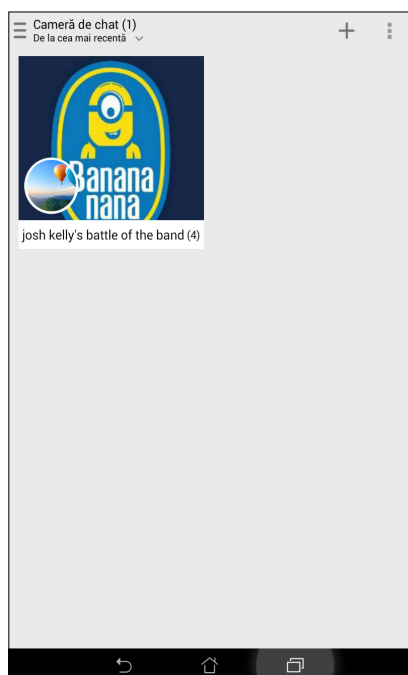 Cameră de chat (1)
De la cea mai recentă
Banana
nana
josh kelly's battle of the band (4)